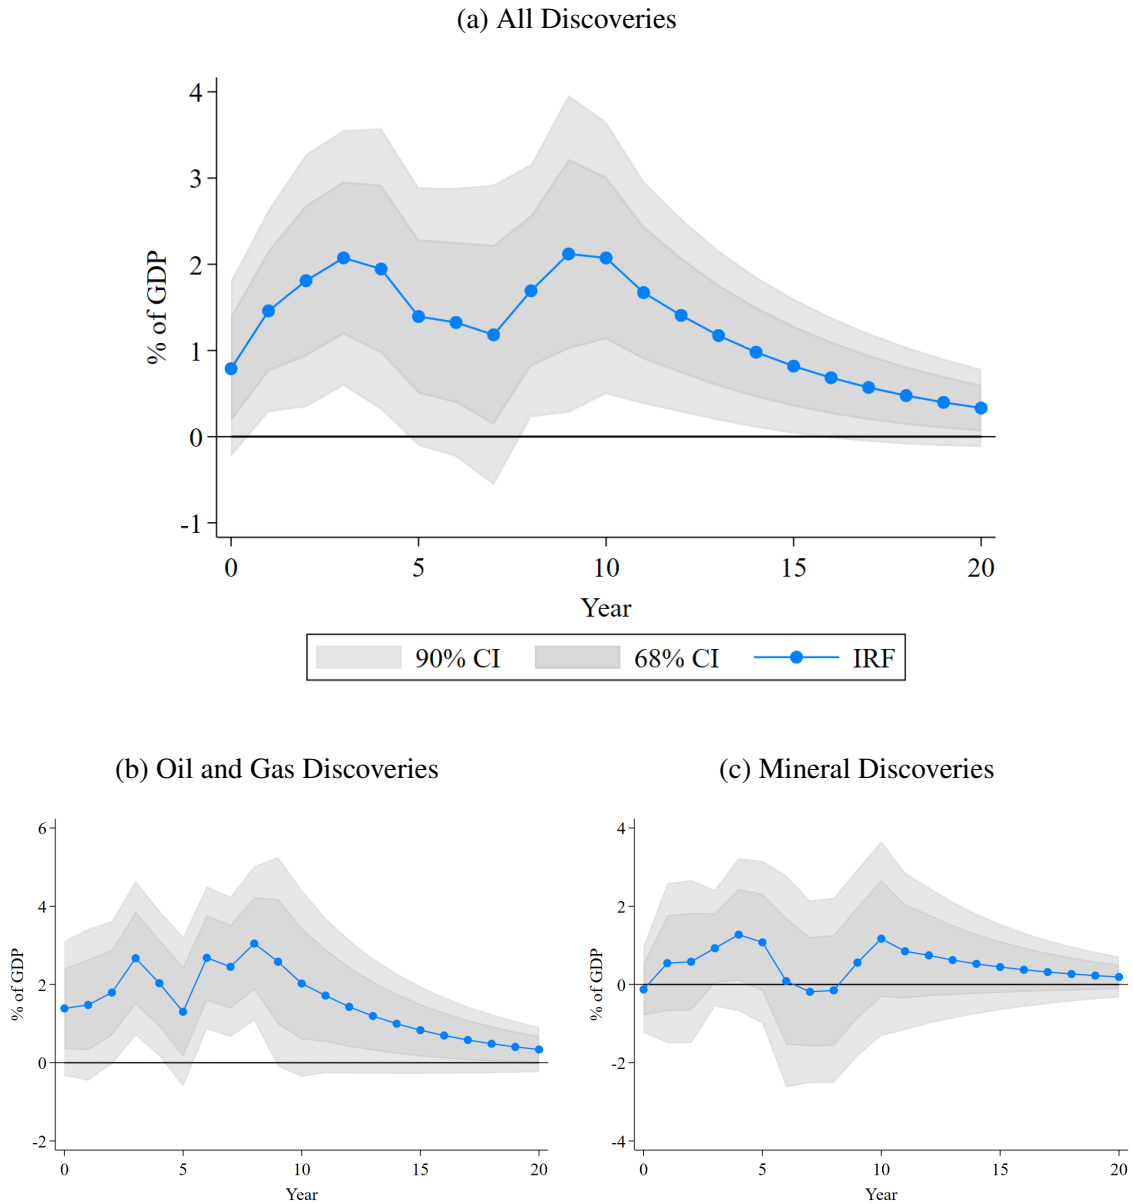 (a) All Discoveries
4
3
2
1
0
-1
% of GDP
0 5 10 15 20
Year
90% CI 68% CI IRF
(b) Oil and Gas Discoveries
6
4
2
0
-2
% of GDP
0 5 10 15 20
Year
(c) Mineral Discoveries
4
2
0
-2
-4
% of GDP
0 5 10 15 20
Year